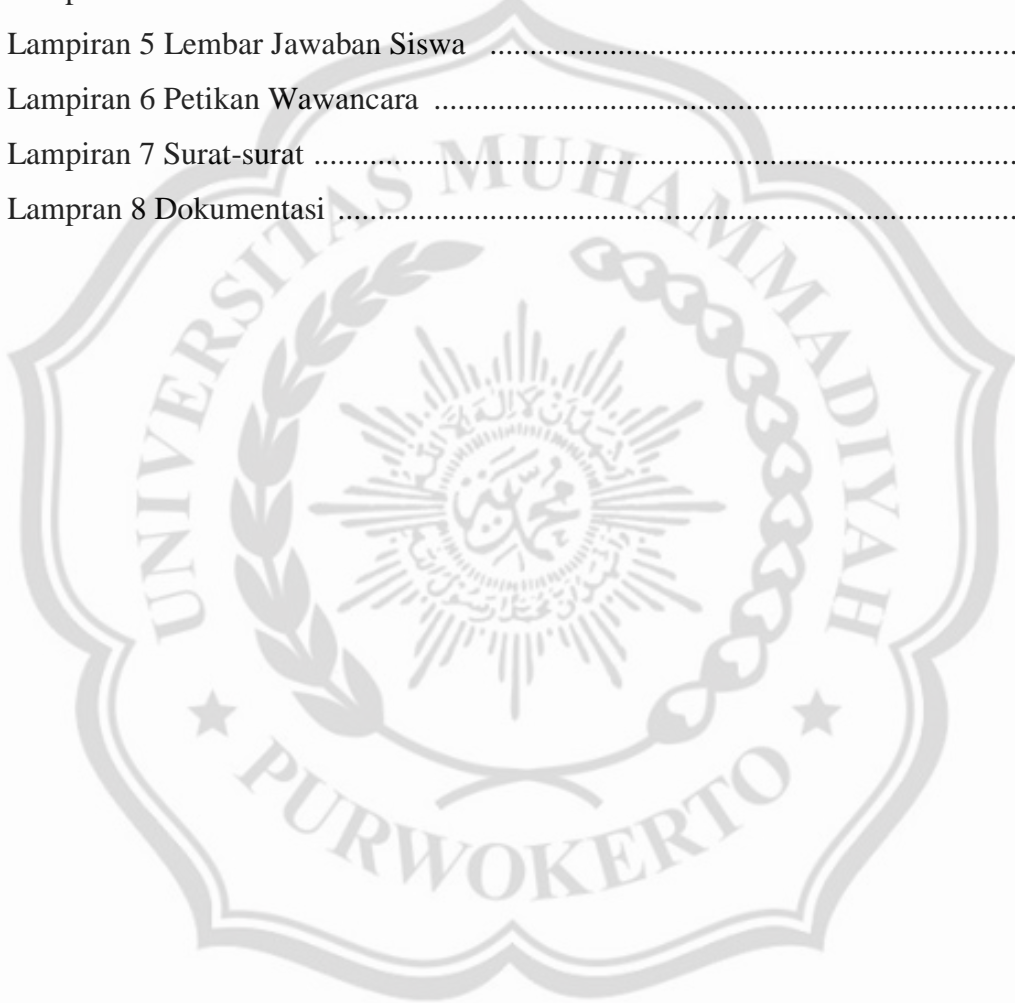 Lampiran 5 Lembar Jawaban Siswa ................................................................
Lampiran 6 Petikan Wawancara .......................................................................
Lampiran 7 Surat-surat .....................................................................................
Lampran 8 Dokumentasi ..................................................................................
UNIVERSITAS MUHAMMADIYAH
PURWOKERTO